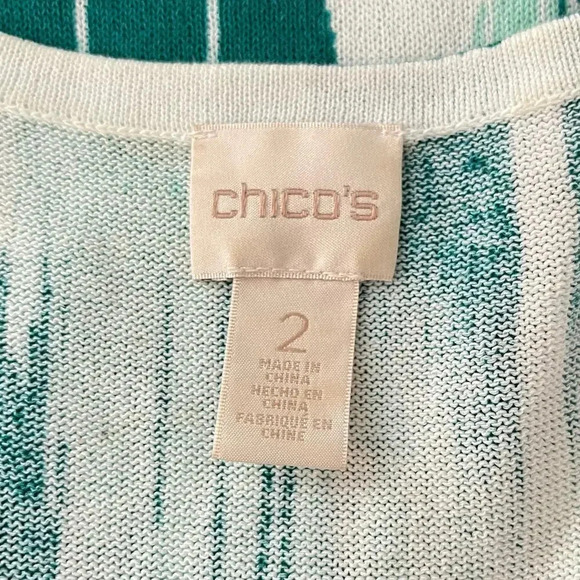 chico's
2
MADE IN
CHINA
HECHO EN
CHINA
FABRIQUÉ EN
CHINE